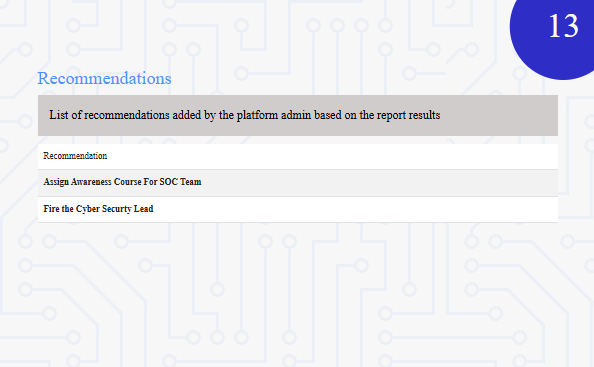 13
Recommendations
List of recommendations added by the platform admin based on the report results
Recommendation
Assign Awareness Course For SOC Team
Fire the Cyber Securty Lead